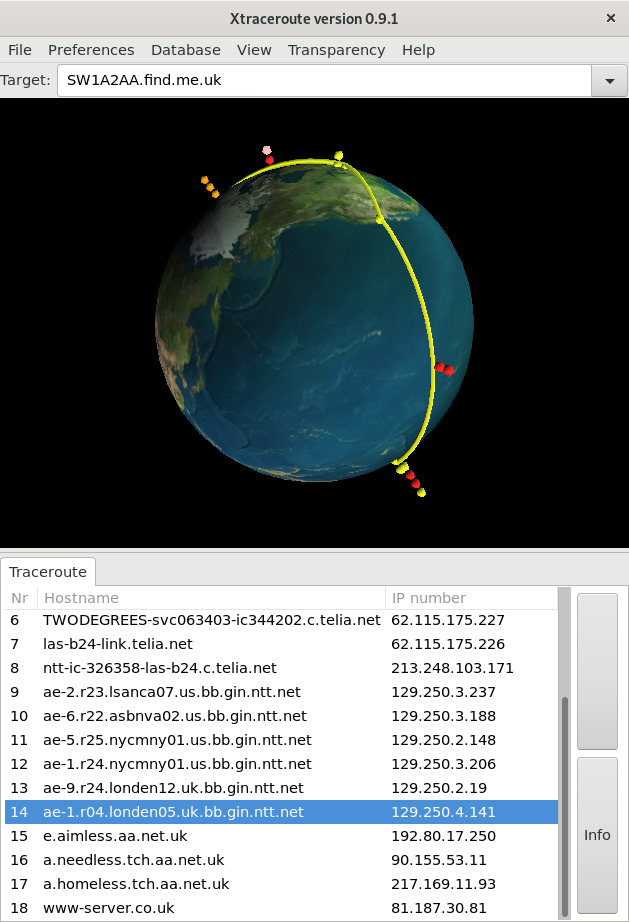 Xtraceroute version 0.9.1
File Preferences Database View Transparency Help
Target: SW1A2AA.find.me.uk
Traceroute
Nr Hostname IP number
6 TWODEGREES-svc063403-ic344202.c.telia.net 62.115.175.227
7 las-b24-link.telia.net 62.115.175.226
8 ntt-ic-326358-las-b24.c.telia.net 213.248.103.171
9 ae-2.r23.lsanca07.us.bb.gin.ntt.net 129.250.3.237
10 ae-6.r22.asbnva02.us.bb.gin.ntt.net 129.250.3.188
11 ae-5.r25.nycmny01.us.bb.gin.ntt.net 129.250.2.148
12 ae-1.r24.nycmny01.us.bb.gin.ntt.net 129.250.3.206
13 ae-9.r24.londen12.uk.bb.gin.ntt.net 129.250.2.19
14 ae-1.r04.londen05.uk.bb.gin.ntt.net 129.250.4.141
15 e.aimless.aa.net.uk 192.80.17.250
16 a.needless.tch.aa.net.uk 90.155.53.11
17 a.homeless.tch.aa.net.uk 217.169.11.93
18 www-server.co.uk 81.187.30.81
Info